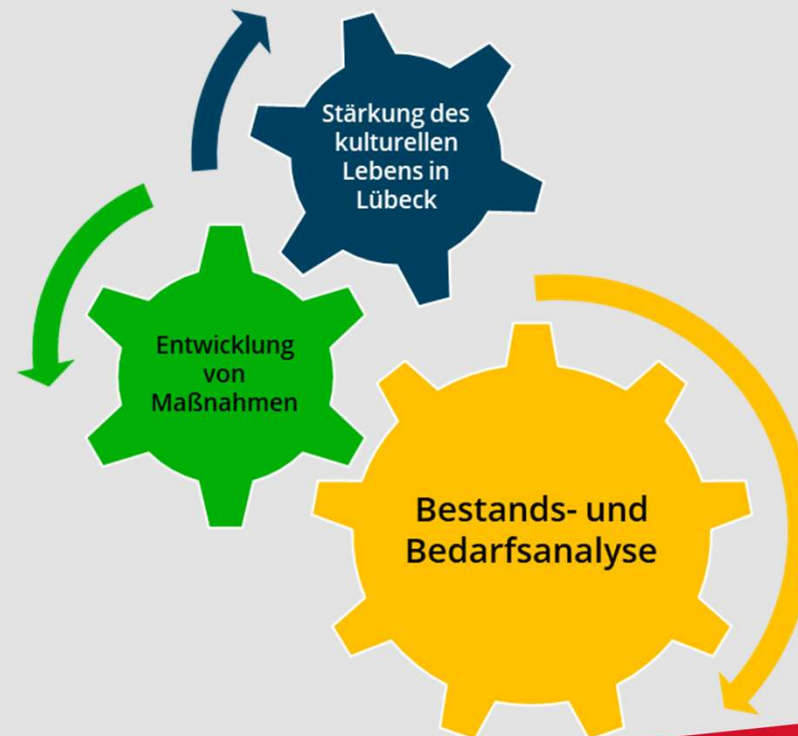 Stärkung des
kulturellen
Lebens in
Lübeck
Entwicklung
von
Maßnahmen
Bestands- und
Bedarfsanalyse